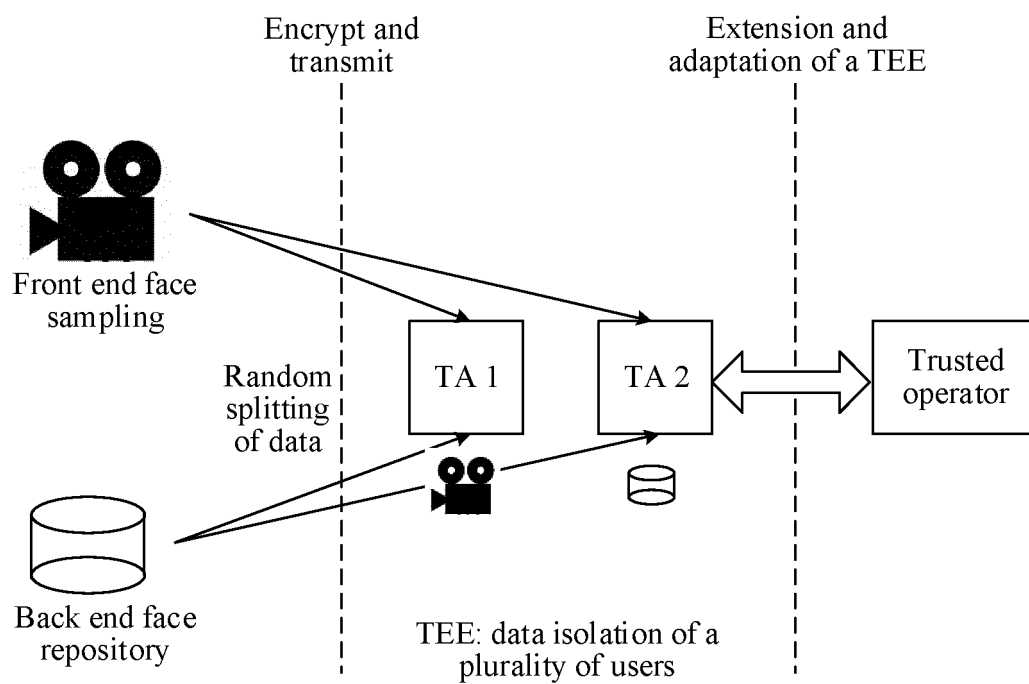 Encrypt and
transmit
Extension and
adaptation of a TEE
Front end face
sampling
TA 1
TA 2
Trusted
operator
Random
splitting
of data
Back end face
repository
TEE: data isolation of a
plurality of users